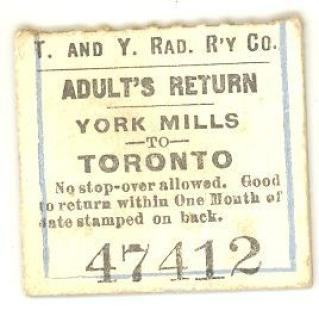 T. AND Y. RAD. R'Y CO.
ADULT'S RETURN
YORK MILLS
—TO—
TORONTO
No stop-over allowed. Good
to return within One Month of
date stamped on back.
47412